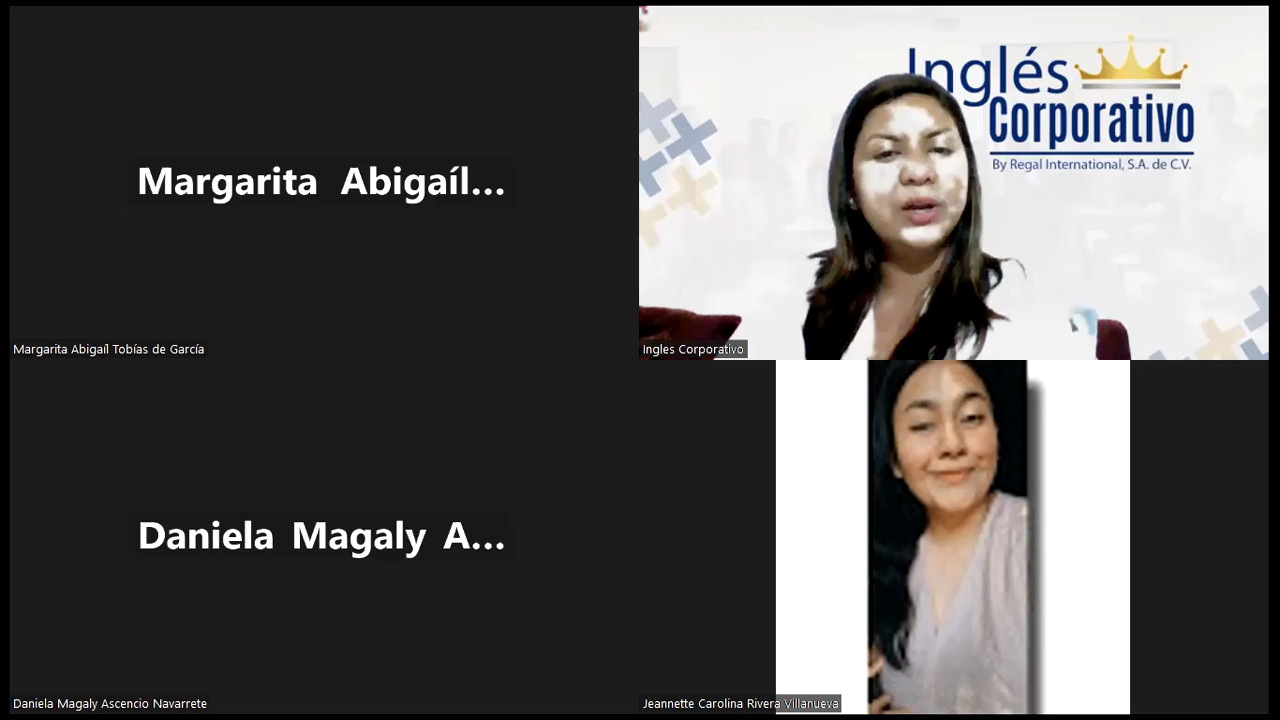 Margarita Abigaíl...
Margarita Abigaíl Tobías de García
Inglés
Corporativo
By Regal International, S.A. de C.V.
Ingles Corporativo
Daniela Magaly A...
Daniela Magaly Ascencio Navarrete
Jeannette Carolina Rivera Villanueva